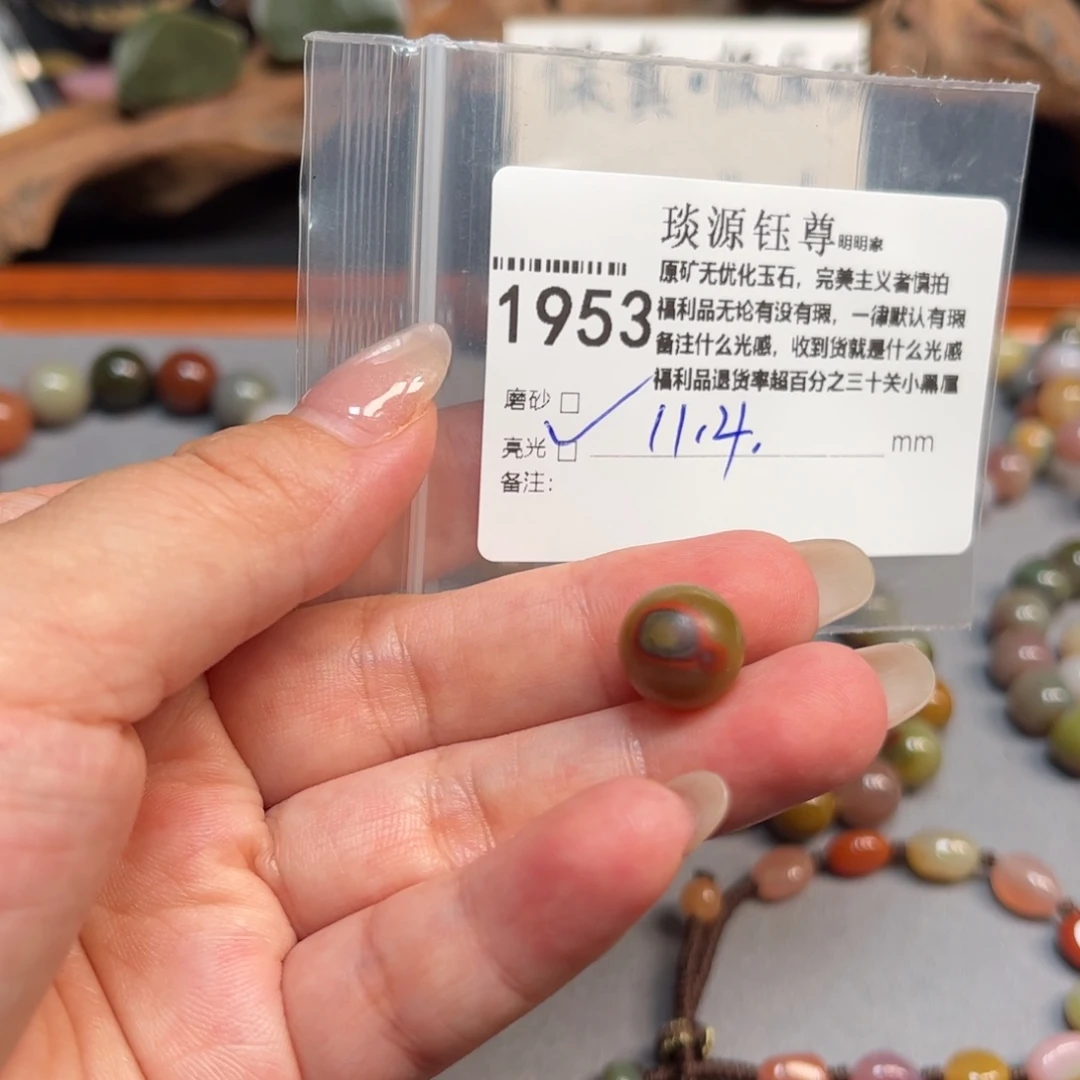 琰源钰尊明明家
原矿无优化玉石，完美主义者慎拍
1953
福利品无论有没有瑕，一律默认有瑕
备注什么光感，收到货就是什么光感
福利品退货率超百分之三十关小黑屋
磨砂 □
亮光 □ 11.4. mm
备注：